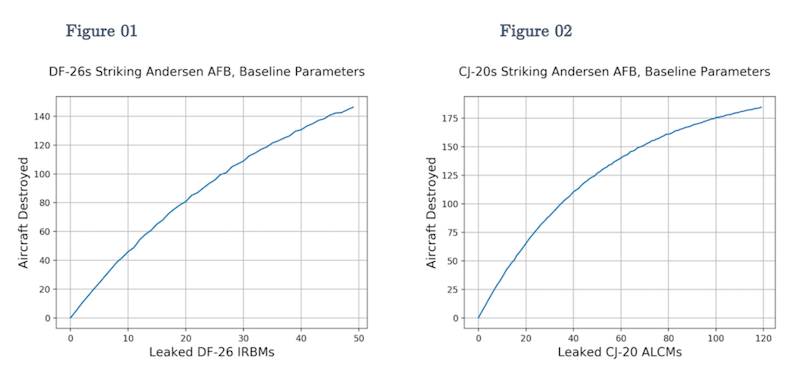 Figure 01
DF-26s Striking Andersen AFB, Baseline Parameters
Aircraft Destroyed
140
120
100
80
60
40
20
0
0 10 20 30 40 50
Leaked DF-26 IRBMs
Figure 02
CJ-20s Striking Andersen AFB, Baseline Parameters
Aircraft Destroyed
175
150
125
100
75
50
25
0
0 20 40 60 80 100 120
Leaked CJ-20 ALCMs